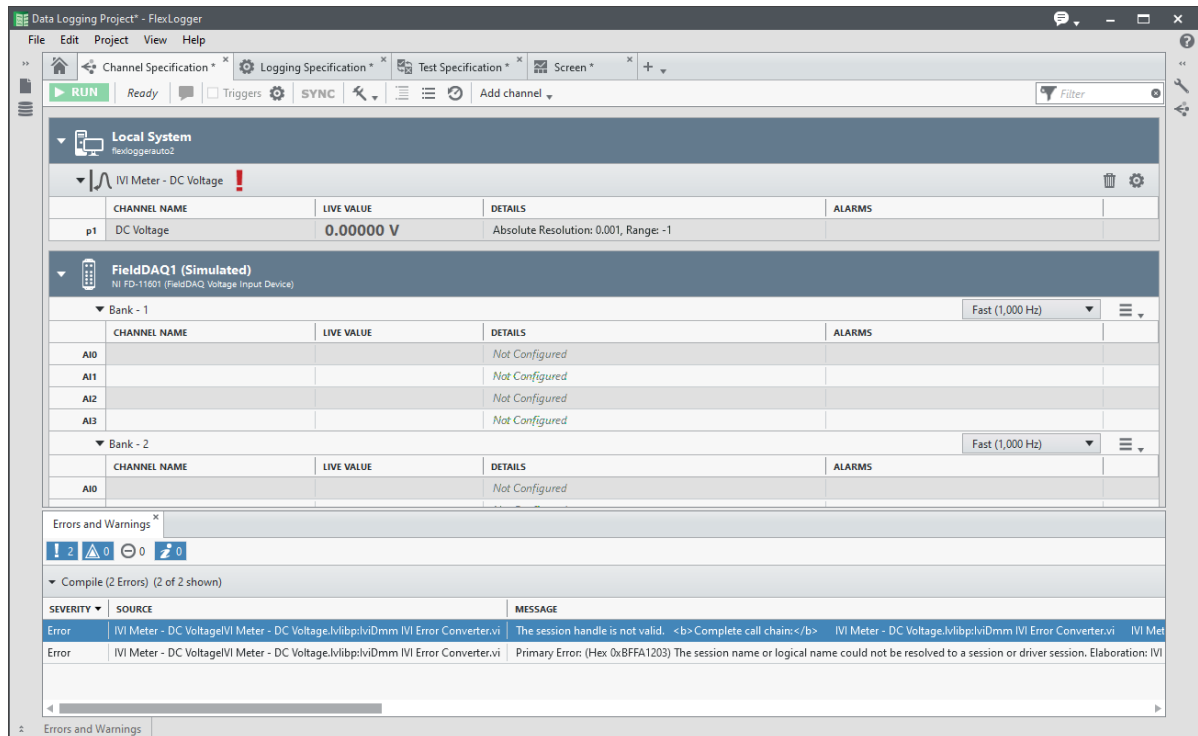 Data Logging Project* - FlexLogger
File Edit Project View Help
Channel Specification * Logging Specification * Test Specification * Screen *
RUN Ready Triggers SYNC Add channel Filter
Local System
flexloggerauto2
IVI Meter - DC Voltage
CHANNEL NAME LIVE VALUE DETAILS ALARMS
p1 DC Voltage 0.00000 V Absolute Resolution: 0.001, Range: -1
FieldDAQ1 (Simulated)
NI FD-11601 (FieldDAQ Voltage Input Device)
Bank - 1 Fast (1,000 Hz)
CHANNEL NAME LIVE VALUE DETAILS ALARMS
AI0 Not Configured
AI1 Not Configured
AI2 Not Configured
AI3 Not Configured
Bank - 2 Fast (1,000 Hz)
CHANNEL NAME LIVE VALUE DETAILS ALARMS
AI0 Not Configured
Errors and Warnings
2 0 0 0
Compile (2 Errors) (2 of 2 shown)
SEVERITY SOURCE MESSAGE
Error IVI Meter - DC VoltageIVI Meter - DC Voltage.lvlibp:IviDmm IVI Error Converter.vi The session handle is not valid. <b>Complete call chain:</b> IVI Meter - DC Voltage.lvlibp:IviDmm IVI Error Converter.vi IVI Met
Error IVI Meter - DC VoltageIVI Meter - DC Voltage.lvlibp:IviDmm IVI Error Converter.vi Primary Error: (Hex 0xBFFA1203) The session name or logical name could not be resolved to a session or driver session. Elaboration: IVI
Errors and Warnings